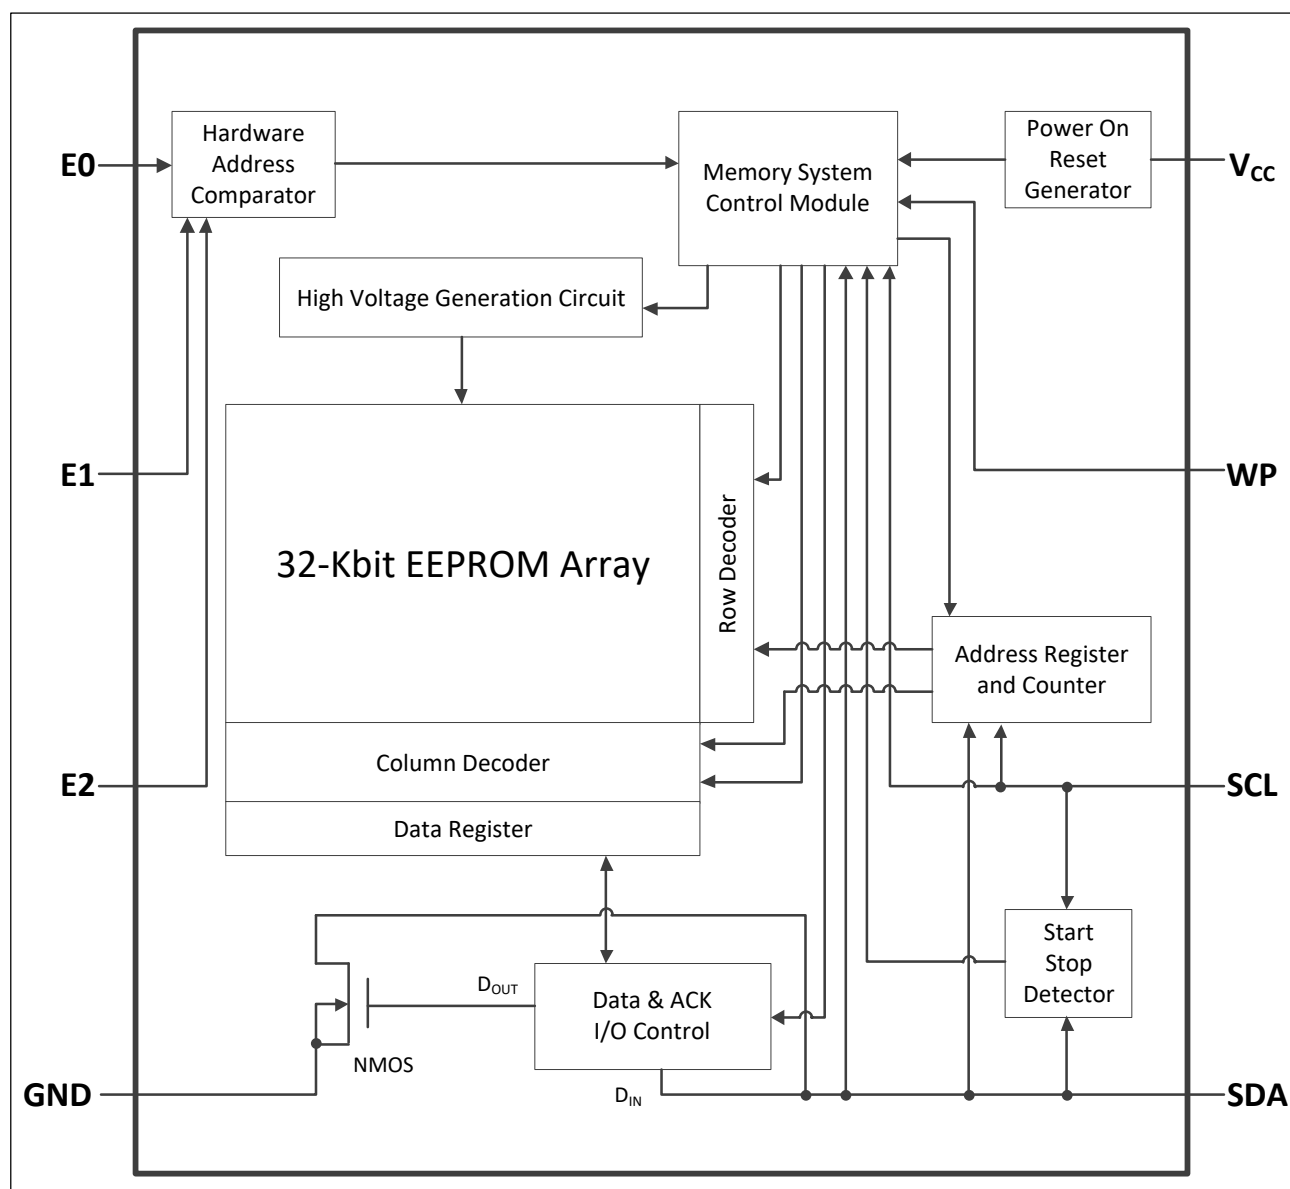 Hardware
Address
Comparator
Memory System
Control Module
Power On
Reset
Generator
E0
VCC
High Voltage Generation Circuit
E1
WP
32-Kbit EEPROM Array
Row Decoder
Address Register
and Counter
Column Decoder
E2
SCL
Data Register
Start
Stop
Detector
DOUT
Data & ACK
I/O Control
NMOS
GND
DIN
SDA